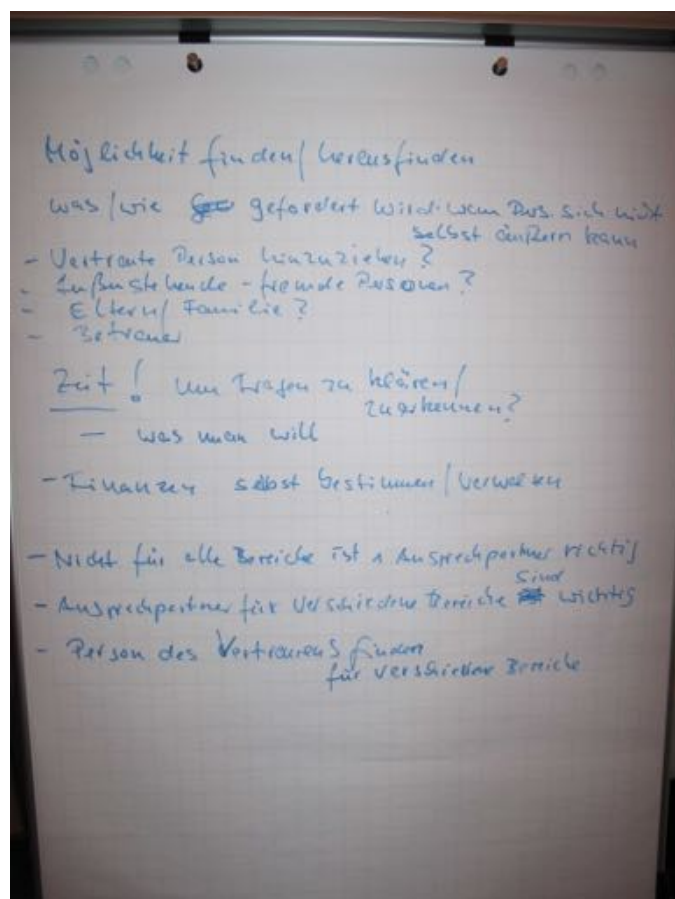 Möglichkeit finden/ herausfinden
was/wie gefordert wird wenn Pers. sich nicht
selbst äußern kann
- Vertraute Person hinzuziehen?
- Außenstehende - fremde Personen?
- Eltern/ Familie?
- Betreuer
Zeit! um Fragen zu klären/
zu erkennen?
- was man will
- Finanzen selbst bestimmen/verwalten
- Nicht für alle Bereiche ist 1 Ansprechpartner richtig
- Ansprechpartner für verschiedene Bereiche sind wichtig
- Person des Vertrauens finden
für verschiedene Bereiche